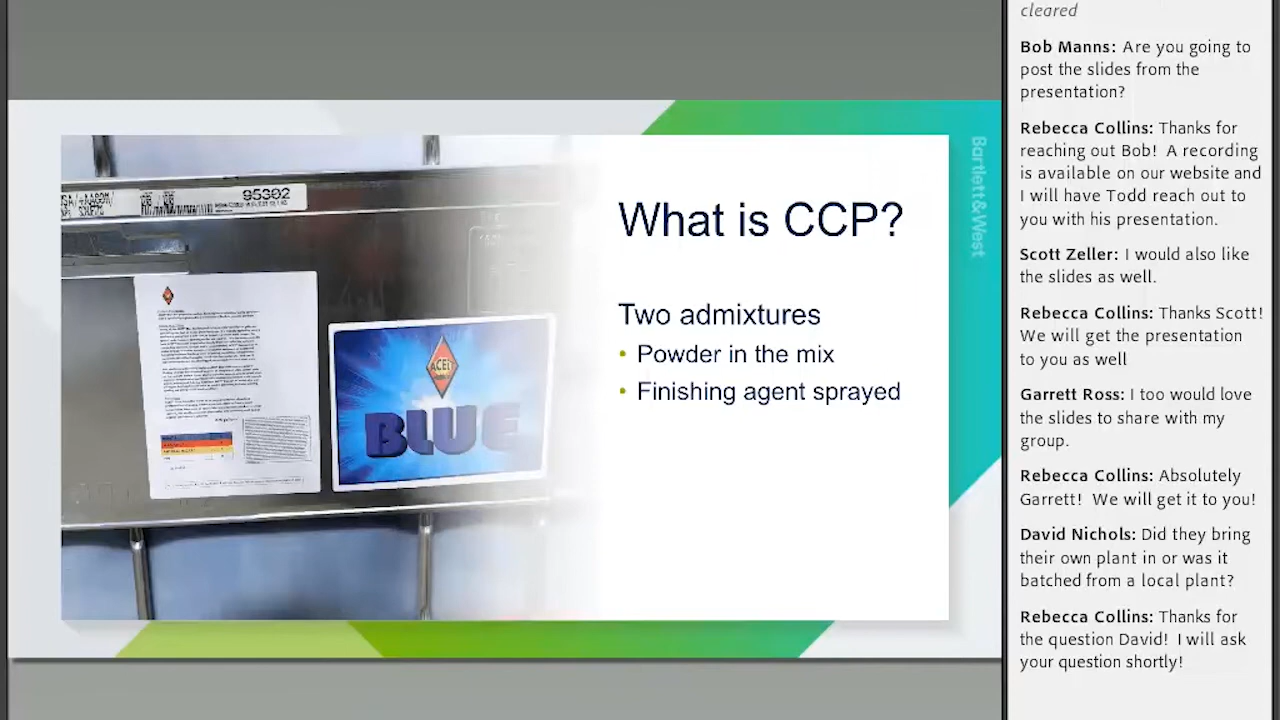 cleared
Bob Manns: Are you going to
post the slides from the
presentation?
Rebecca Collins: Thanks for
reaching out Bob!  A recording
is available on our website and
I will have Todd reach out to
you with his presentation.
Scott Zeller: I would also like
the slides as well.
Rebecca Collins: Thanks Scott!
We will get the presentation
to you as well
Garrett Ross: I too would love
the slides to share with my
group.
Rebecca Collins: Absolutely
Garrett!  We will get it to you!
David Nichols: Did they bring
their own plant in or was it
batched from a local plant?
Rebecca Collins: Thanks for
the question David!  I will ask
your question shortly!
Bartlett&West
What is CCP?
Two admixtures
• Powder in the mix
• Finishing agent sprayed
95392
ACEit
BLUE